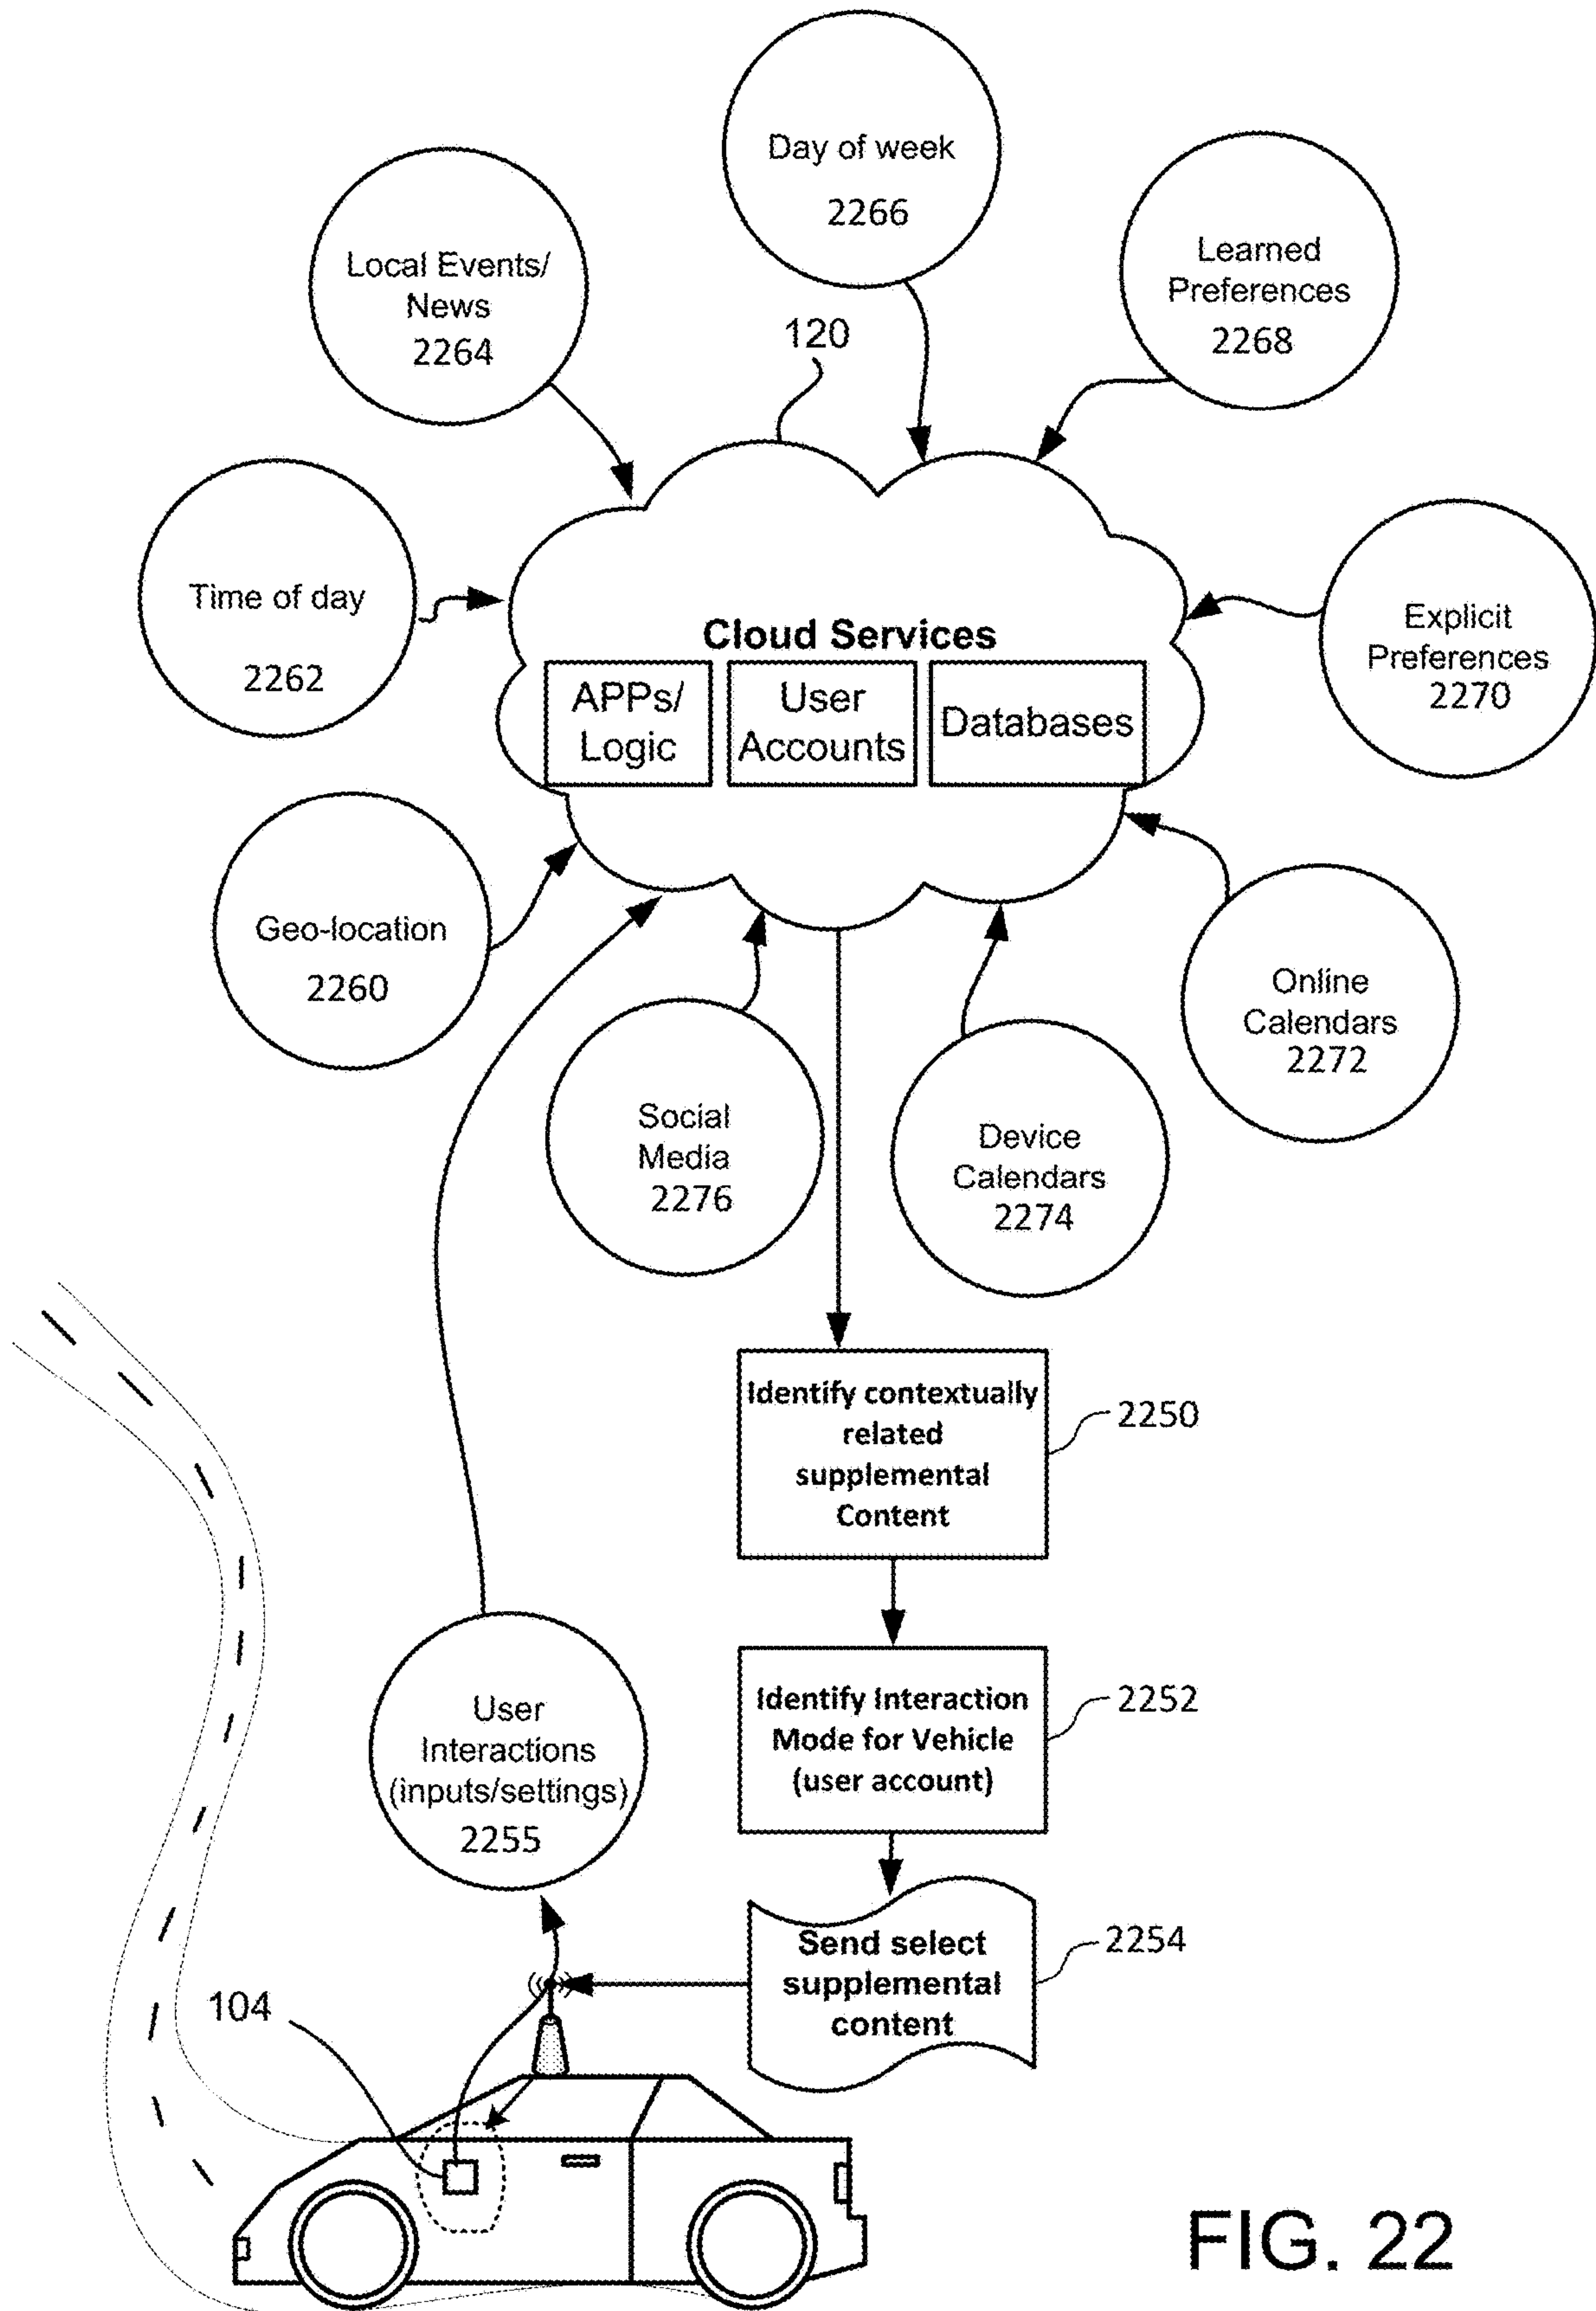 Day of week
2266
Local Events/
News
2264
Learned
Preferences
2268
120
Time of day
2262
Explicit
Preferences
2270
Cloud Services
APPs/
Logic
User
Accounts
Databases
Geo-location
2260
Online
Calendars
2272
Social
Media
2276
Device
Calendars
2274
Identify contextually
related
supplemental
Content
2250
Identify Interaction
Mode for Vehicle
(user account)
2252
User
Interactions
(inputs/settings)
2255
Send select
supplemental
content
2254
104
FIG. 22